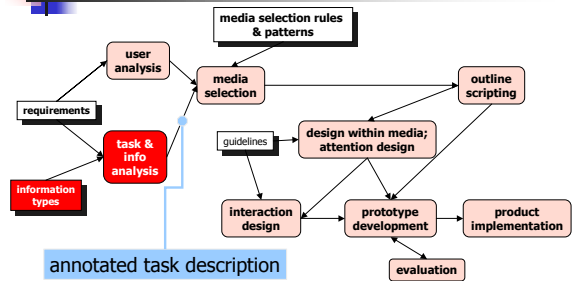 media selection rules
& patterns
user
analysis
media
selection
outline
scripting
requirements
task &
info
analysis
guidelines
design within media;
attention design
information
types
interaction
design
prototype
development
product
implementation
annotated task description
evaluation